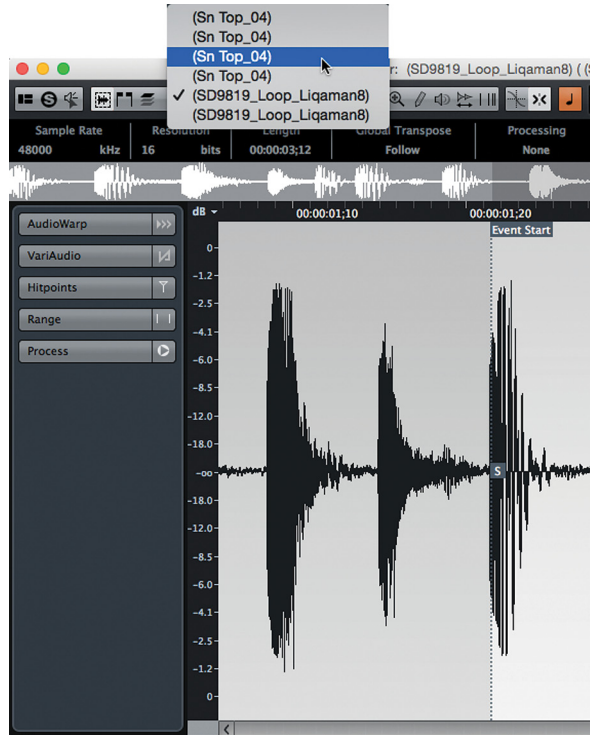 (Sn Top_04)
(Sn Top_04)
(Sn Top_04)
(Sn Top_04)
✓ (SD9819_Loop_Liqaman8)
(SD9819_Loop_Liqaman8)
r: (SD9819_Loop_Liqaman8) ( (S
Sample Rate Resolution Length Global Transpose Processing
48000 kHz 16 bits 00:00:03;12 Follow None
AudioWarp
VariAudio
Hitpoints
Range
Process
dB 00:00:01;10 00:00:01;20
Event Start
0
-1.2
-2.5
-4.1
-6.0
-8.5
-12.0
-18.0
-oo
S
-18.0
-12.0
-8.5
-6.0
-4.1
-2.5
-1.2
0